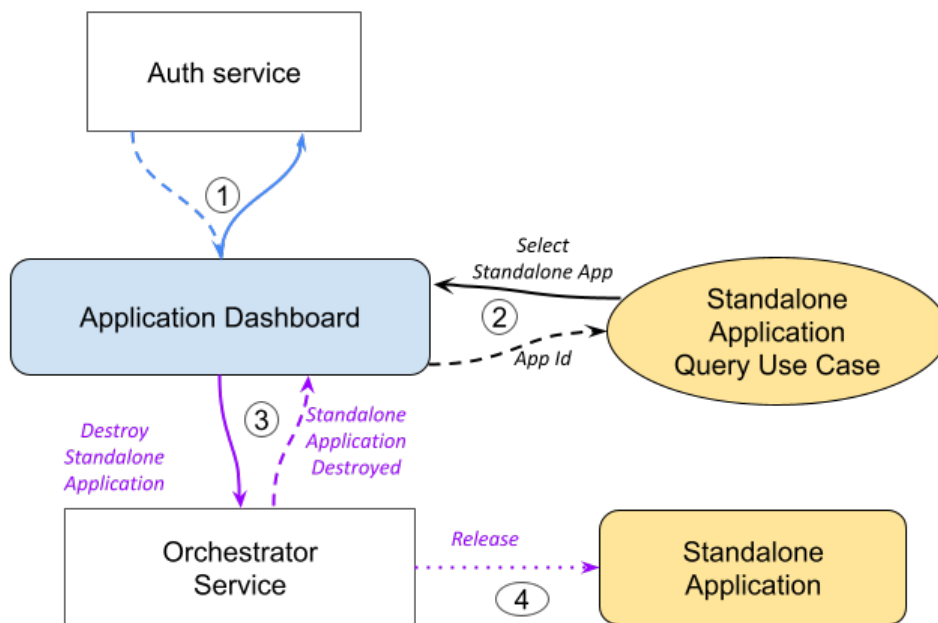 Auth service
1
Select
Standalone App
Application Dashboard
2
Standalone
Application
Query Use Case
App Id
3
Destroy
Standalone
Application
Standalone
Application
Destroyed
Orchestrator
Service
Release
4
Standalone
Application